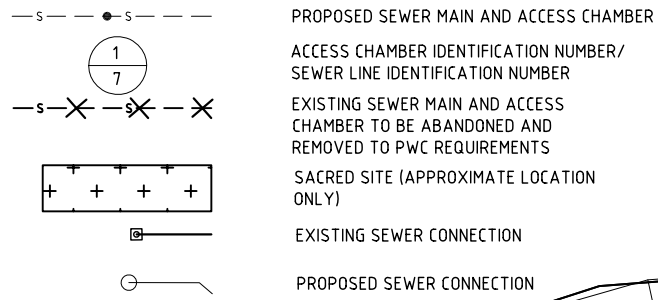 S S PROPOSED SEWER MAIN AND ACCESS CHAMBER
1
7
ACCESS CHAMBER IDENTIFICATION NUMBER/
SEWER LINE IDENTIFICATION NUMBER
S S EXISTING SEWER MAIN AND ACCESS
CHAMBER TO BE ABANDONED AND
REMOVED TO PWC REQUIREMENTS
SACRED SITE (APPROXIMATE LOCATION
ONLY)
EXISTING SEWER CONNECTION
PROPOSED SEWER CONNECTION